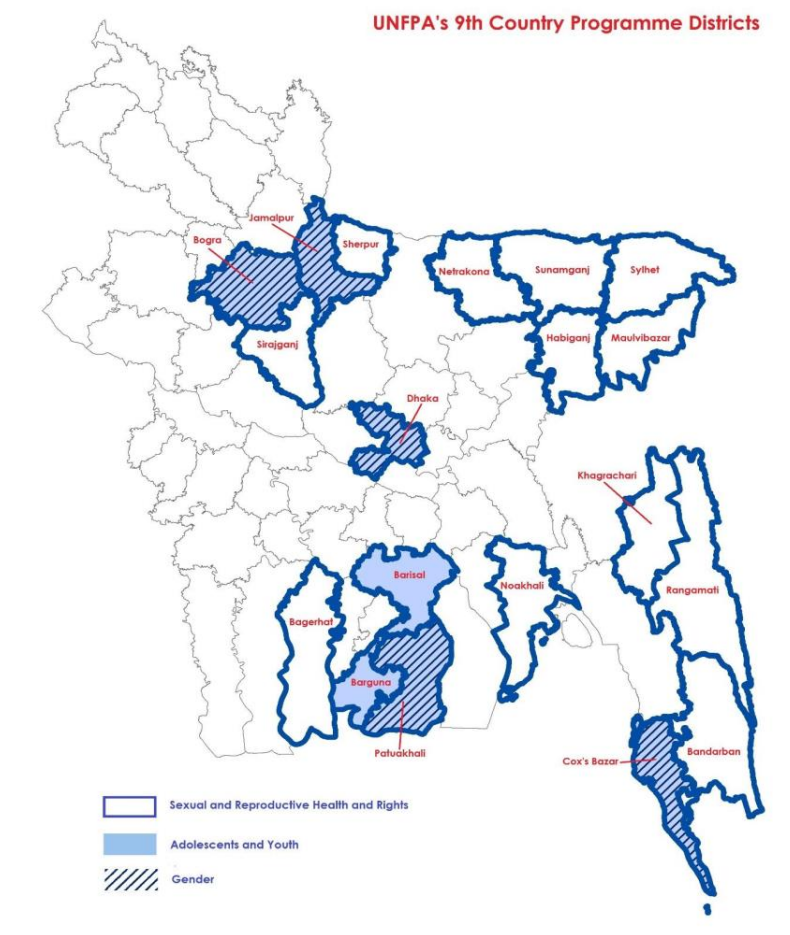 UNFPA's 9th Country Programme Districts
Jamalpur
Bogra
Sherpur
Netrakona
Sunamganj
Sylhet
Sirajganj
Habiganj
Maulvibazar
Dhaka
Khagrachari
Barisal
Noakhali
Rangamati
Bagerhat
Barguna
Patuakhali
Cox's Bazar
Bandarban
Sexual and Reproductive Health and Rights
Adolescents and Youth
Gender